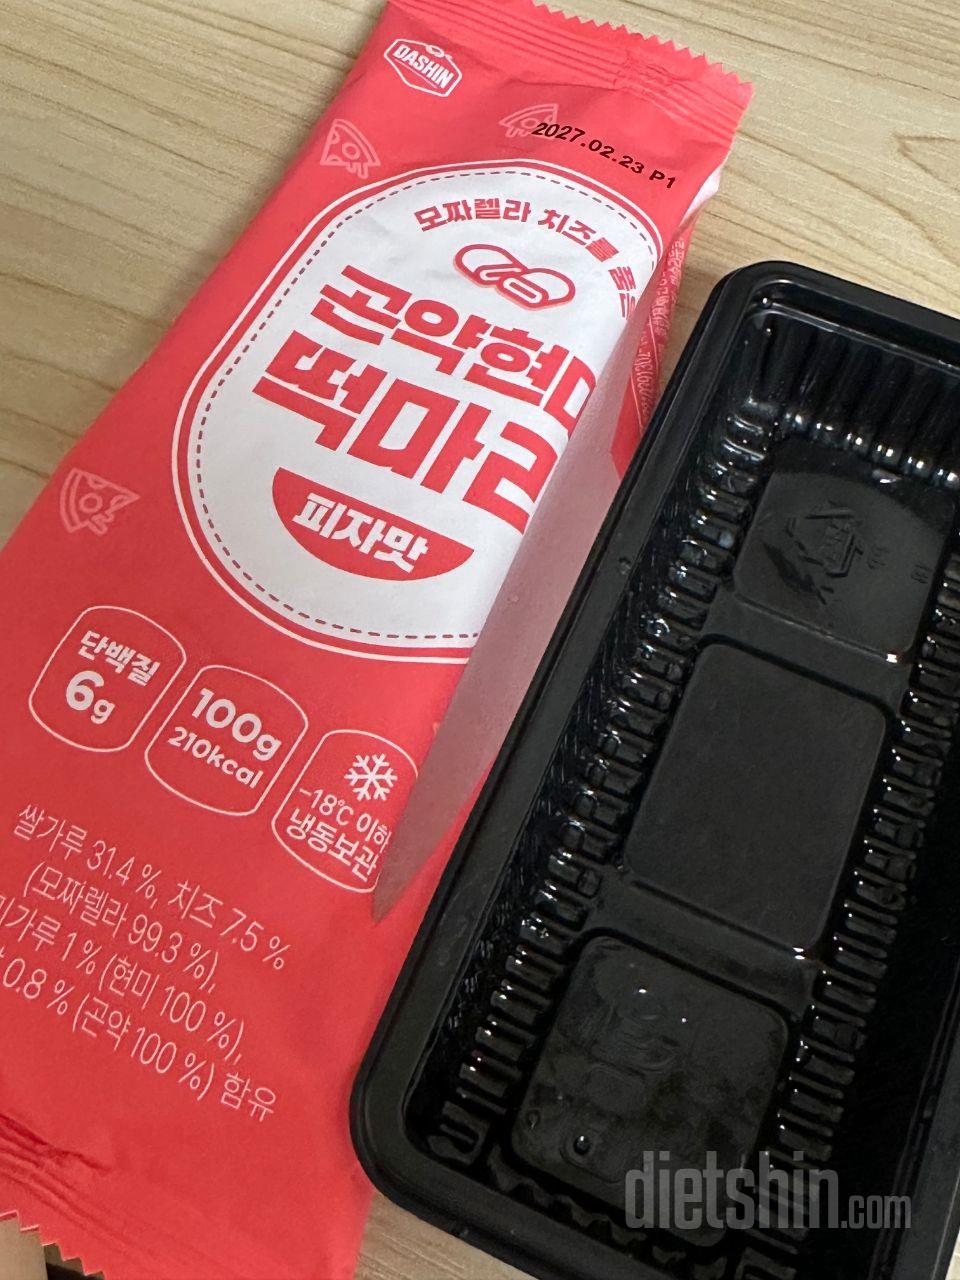 DASHIN
2027.02.23 P1
모짜렐라 치즈를 품은
곤약현미
떡마리
피자맛
단백질
6g
100g
210kcal
-18℃ 이하
냉동보관
쌀가루 31.4 %, 치즈 7.5 %
(모짜렐라 99.3 %),
미가루 1 % (현미 100 %),
0.8 % (곤약 100 %) 함유
dietshin.com